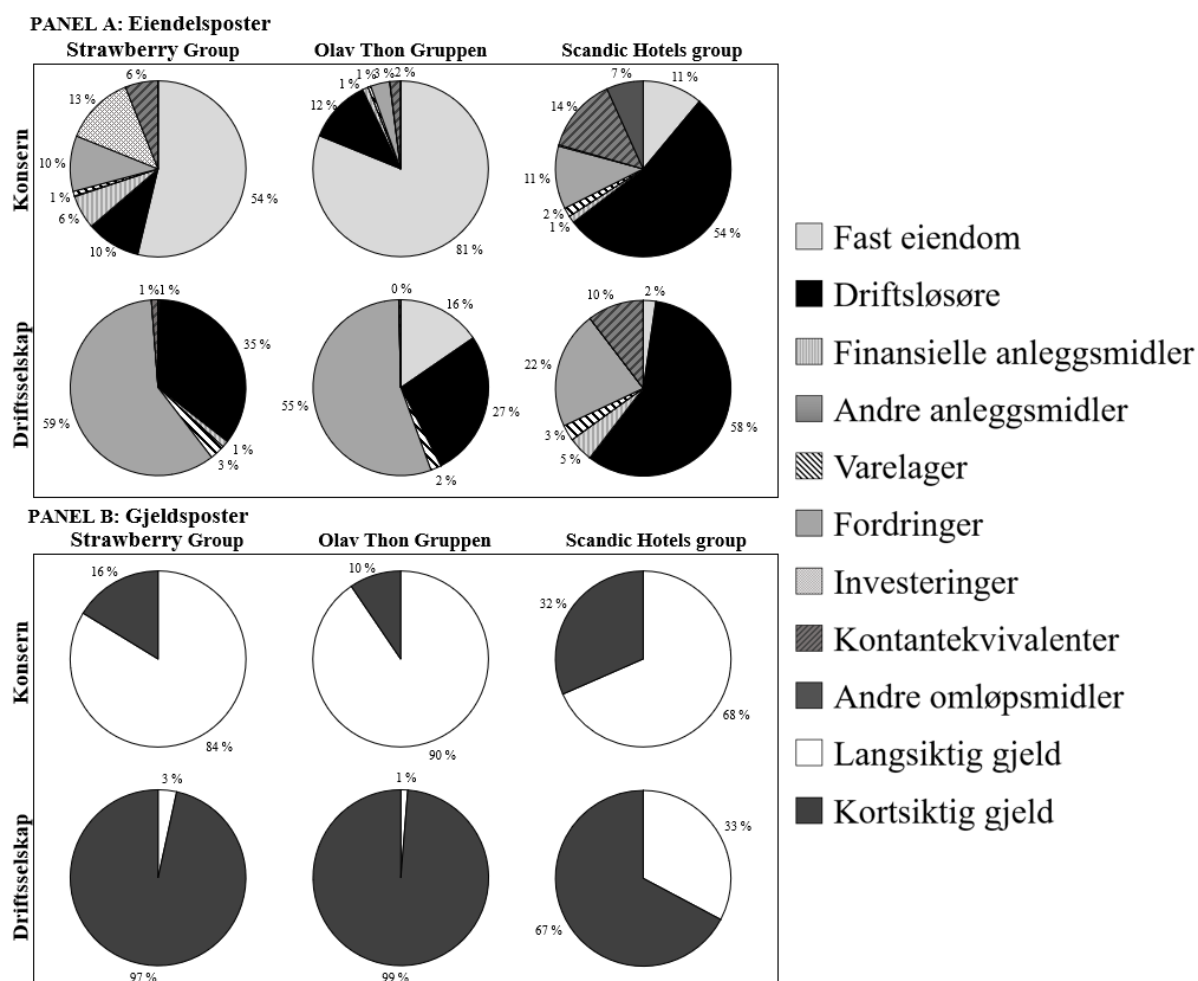 PANEL A: Eiendelsposter
Strawberry Group Olav Thon Gruppen Scandic Hotels group
Konsern
6 %
13 %
10 %
1 %
6 %
10 %
54 %
1 % 3 % 2 %
1 %
12 %
81 %
7 %
11 %
14 %
11 %
2 %
1 %
54 %
Driftsselskap
1 % 1 %
35 %
59 %
1 %
3 %
0 %
16 %
55 %
27 %
2 %
10 %
2 %
22 %
3 %
5 %
58 %
PANEL B: Gjeldsposter
Strawberry Group Olav Thon Gruppen Scandic Hotels group
Konsern
16 %
84 %
10 %
90 %
32 %
68 %
Driftsselskap
3 %
97 %
1 %
99 %
33 %
67 %
Fast eiendom
Driftsløsøre
Finansielle anleggsmidler
Andre anleggsmidler
Varelager
Fordringer
Investeringer
Kontantekvivalenter
Andre omløpsmidler
Langsiktig gjeld
Kortsiktig gjeld